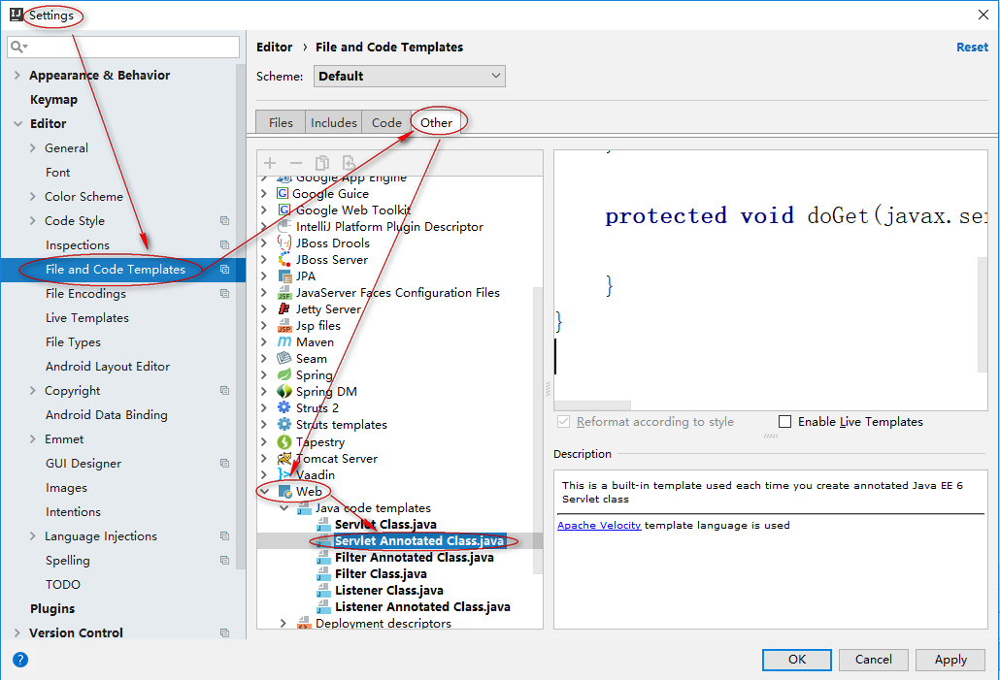 Settings
Editor › File and Code Templates
Reset
Scheme:
Default
Appearance & Behavior
Keymap
Editor
General
Font
Color Scheme
Code Style
Inspections
File and Code Templates
File Encodings
Live Templates
File Types
Android Layout Editor
Copyright
Android Data Binding
Emmet
GUI Designer
Images
Intentions
Language Injections
Spelling
TODO
Plugins
Version Control
Files
Includes
Code
Other
Google App Engine
Google Guice
Google Web Toolkit
IntelliJ Platform Plugin Descriptor
JBoss Drools
JBoss Server
JPA
JavaServer Faces Configuration Files
Jetty Server
Jsp files
Maven
Seam
Spring
Spring DM
Struts 2
Struts templates
Tapestry
Tomcat Server
Vaadin
Web
Java code templates
Servlet Class.java
Servlet Annotated Class.java
Filter Annotated Class.java
Filter Class.java
Listener Class.java
Listener Annotated Class.java
Deployment descriptors
protected void doGet(javax.ser
}
}
Reformat according to style
Enable Live Templates
Description
This is a built-in template used each time you create annotated Java EE 6
Servlet class
Apache Velocity template language is used
?
OK
Cancel
Apply